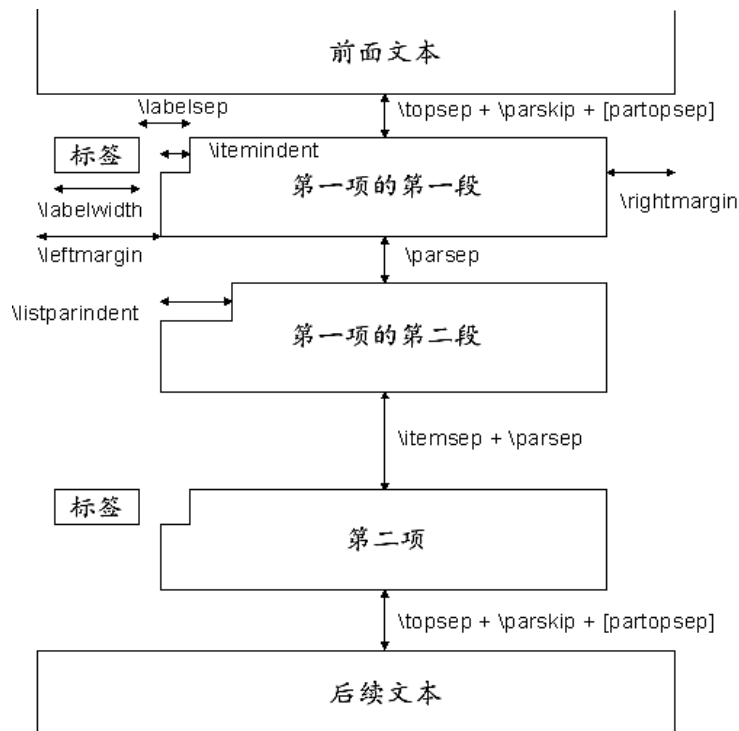 前面文本
\labelsep
\topsep + \parskip + [partopsep]
标签
\itemindent
第一项的第一段
\labelwidth
\rightmargin
\leftmargin
\parsep
\listparindent
第一项的第二段
\itemsep + \parsep
标签
第二项
\topsep + \parskip + [partopsep]
后续文本